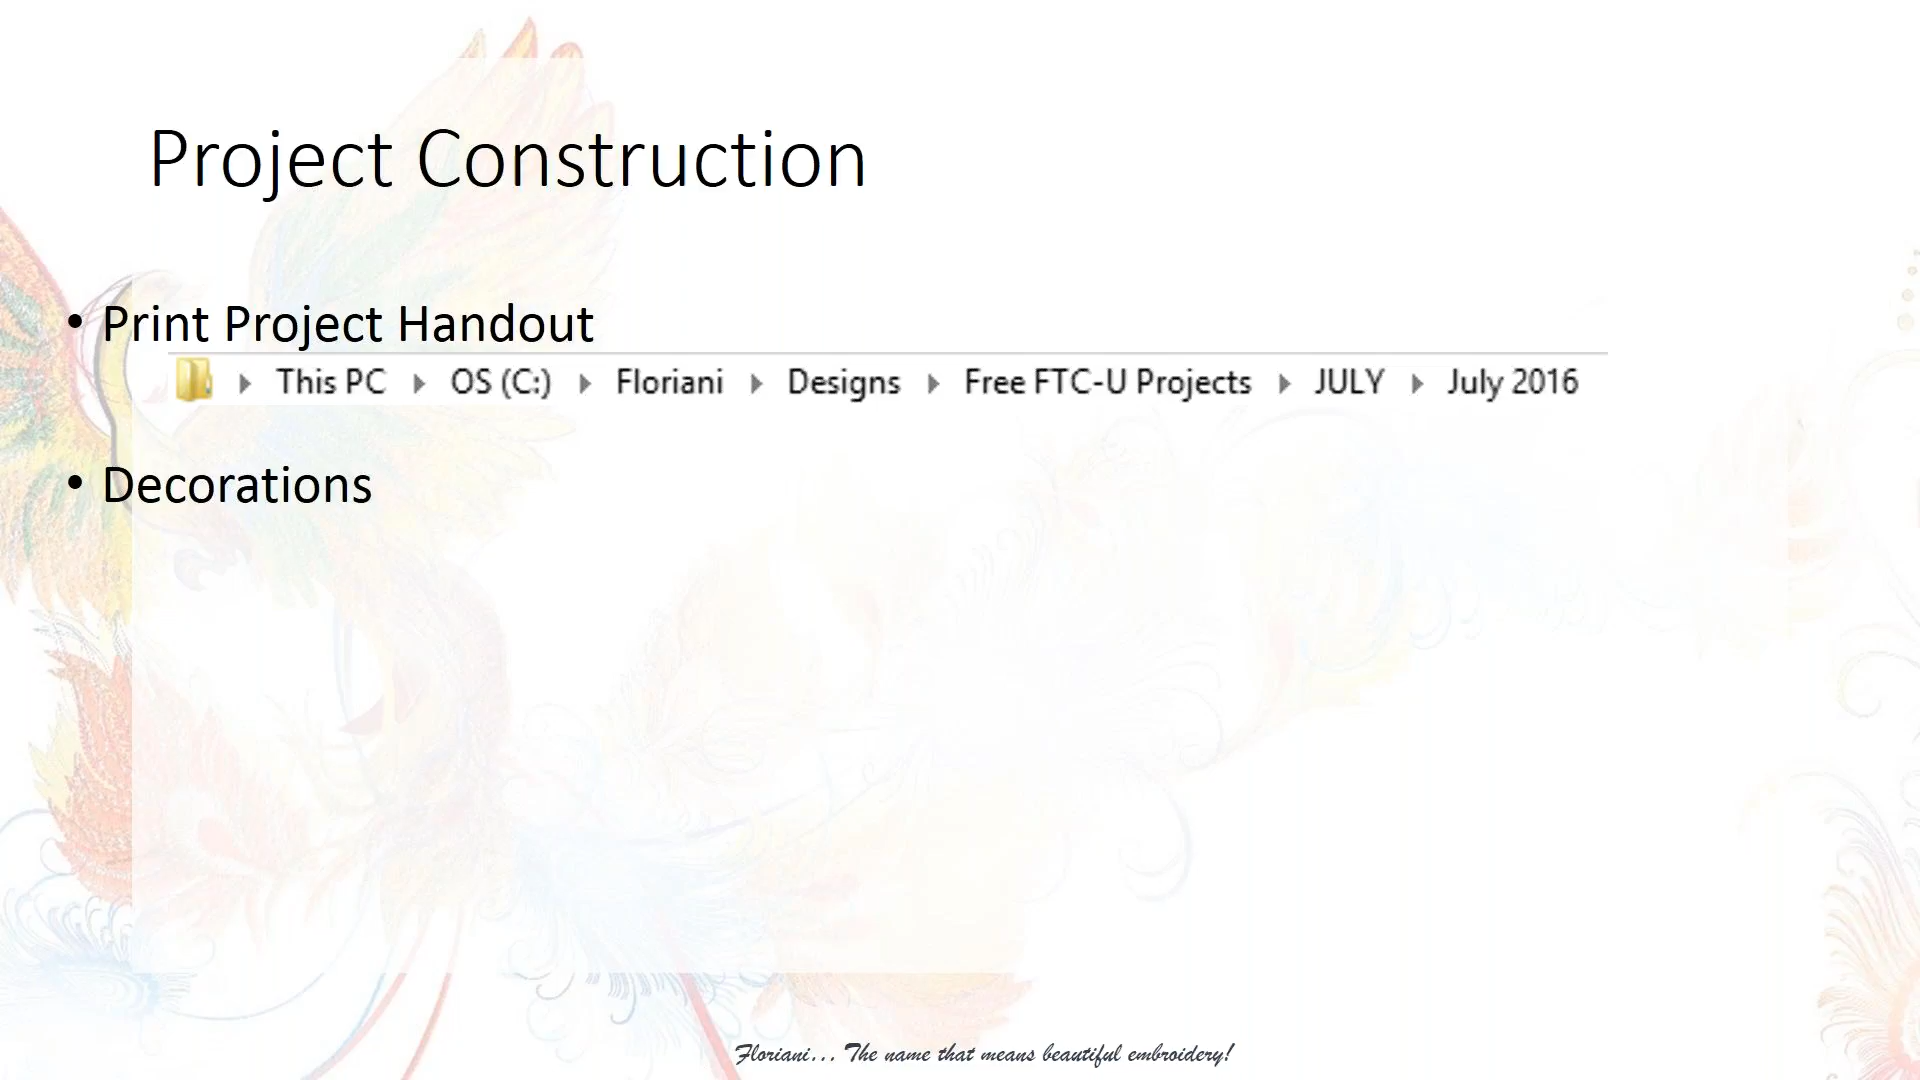 Project Construction
• Print Project Handout
This PC ▸ OS (C:) ▸ Floriani ▸ Designs ▸ Free FTC-U Projects ▸ JULY ▸ July 2016
• Decorations
Floriani... The name that means beautiful embroidery!